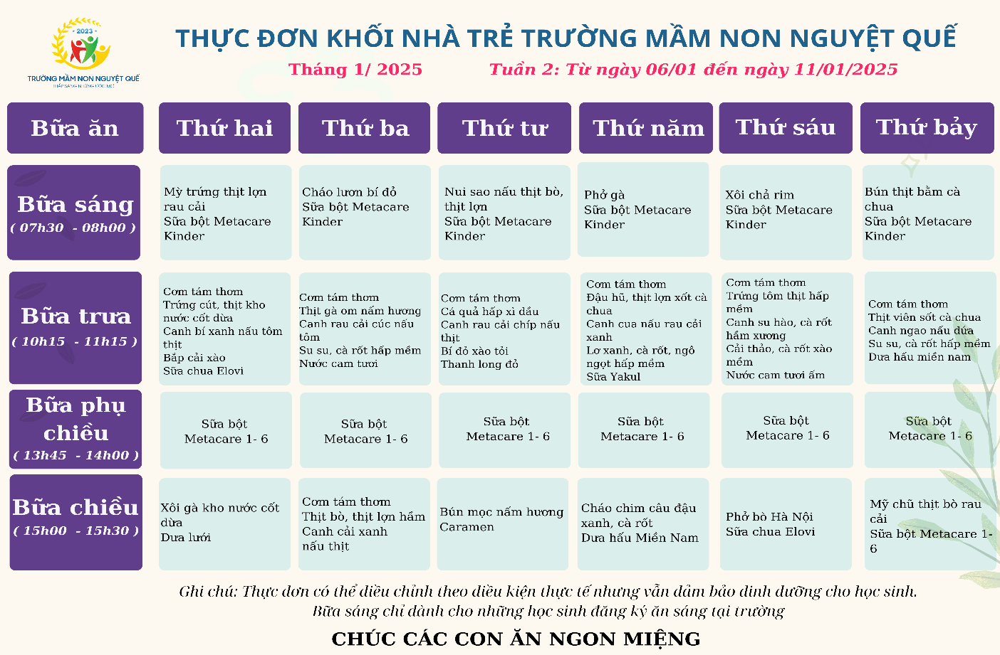 2023
TRƯỜNG MẦM NON NGUYỆT QUẾ
THẮP SÁNG NHỮNG ƯỚC MƠ
THỰC ĐƠN KHỐI NHÀ TRẺ TRƯỜNG MẦM NON NGUYỆT QUẾ
Tháng 1/ 2025
Tuần 2: Từ ngày 06/01 đến ngày 11/01/2025
Bữa ăn
Thứ hai
Thứ ba
Thứ tư
Thứ năm
Thứ sáu
Thứ bảy
Bữa sáng
( 07h30 - 08h00 )
Mỳ trứng thịt lợn
rau cải
Sữa bột Metacare
Kinder
Cháo lươn bí đỏ
Sữa bột Metacare
Kinder
Nui sao nấu thịt bò,
thịt lợn
Sữa bột Metacare
Kinder
Phở gà
Sữa bột Metacare
Kinder
Xôi chả rim
Sữa bột Metacare
Kinder
Bún thịt bằm cà
chua
Sữa bột Metacare
Kinder
Bữa trưa
( 10h15 - 11h15 )
Cơm tám thơm
Trứng cút, thịt kho
nước cốt dừa
Canh bí xanh nấu tôm
thịt
Bắp cải xào
Sữa chua Elovi
Cơm tám thơm
Thịt gà om nấm hương
Canh rau cải cúc nấu
tôm
Su su, cà rốt hấp mềm
Nước cam tươi
Cơm tám thơm
Cá quả hấp xì dầu
Canh rau cải chíp nấu
thịt
Bí đỏ xào tỏi
Thanh long đỏ
Cơm tám thơm
Đậu hũ, thịt lợn xốt cà
chua
Canh cua nấu rau cải
xanh
Lơ xanh, cà rốt, ngô
ngọt hấp mềm
Sữa Yakul
Cơm tám thơm
Trứng tôm thịt hấp
mềm
Canh su hào, cà rốt
hầm xương
Cải thảo, cà rốt xào
mềm
Nước cam tươi ấm
Cơm tám thơm
Thịt viên sốt cà chua
Canh ngao nấu dứa
Su su, cà rốt hấp mềm
Dưa hấu miền nam
Bữa phụ
chiều
( 13h45 - 14h00 )
Sữa bột
Metacare 1- 6
Sữa bột
Metacare 1- 6
Sữa bột
Metacare 1- 6
Sữa bột
Metacare 1- 6
Sữa bột
Metacare 1- 6
Sữa bột
Metacare 1- 6
Bữa chiều
( 15h00 - 15h30 )
Xôi gà kho nước cốt
dừa
Dưa lưới
Cơm tám thơm
Thịt bò, thịt lợn hầm
Canh cải xanh
nấu thịt
Bún mọc nấm hương
Caramen
Cháo chim câu đậu
xanh, cà rốt
Dưa hấu Miền Nam
Phở bò Hà Nội
Sữa chua Elovi
Mỹ chũ thịt bò rau
cải
Sữa bột Metacare 1-
6
Ghi chú: Thực đơn có thể điều chỉnh theo điều kiện thực tế nhưng vẫn đảm bảo dinh dưỡng cho học sinh.
Bữa sáng chỉ dành cho những học sinh đăng ký ăn sáng tại trường
CHÚC CÁC CON ĂN NGON MIỆNG